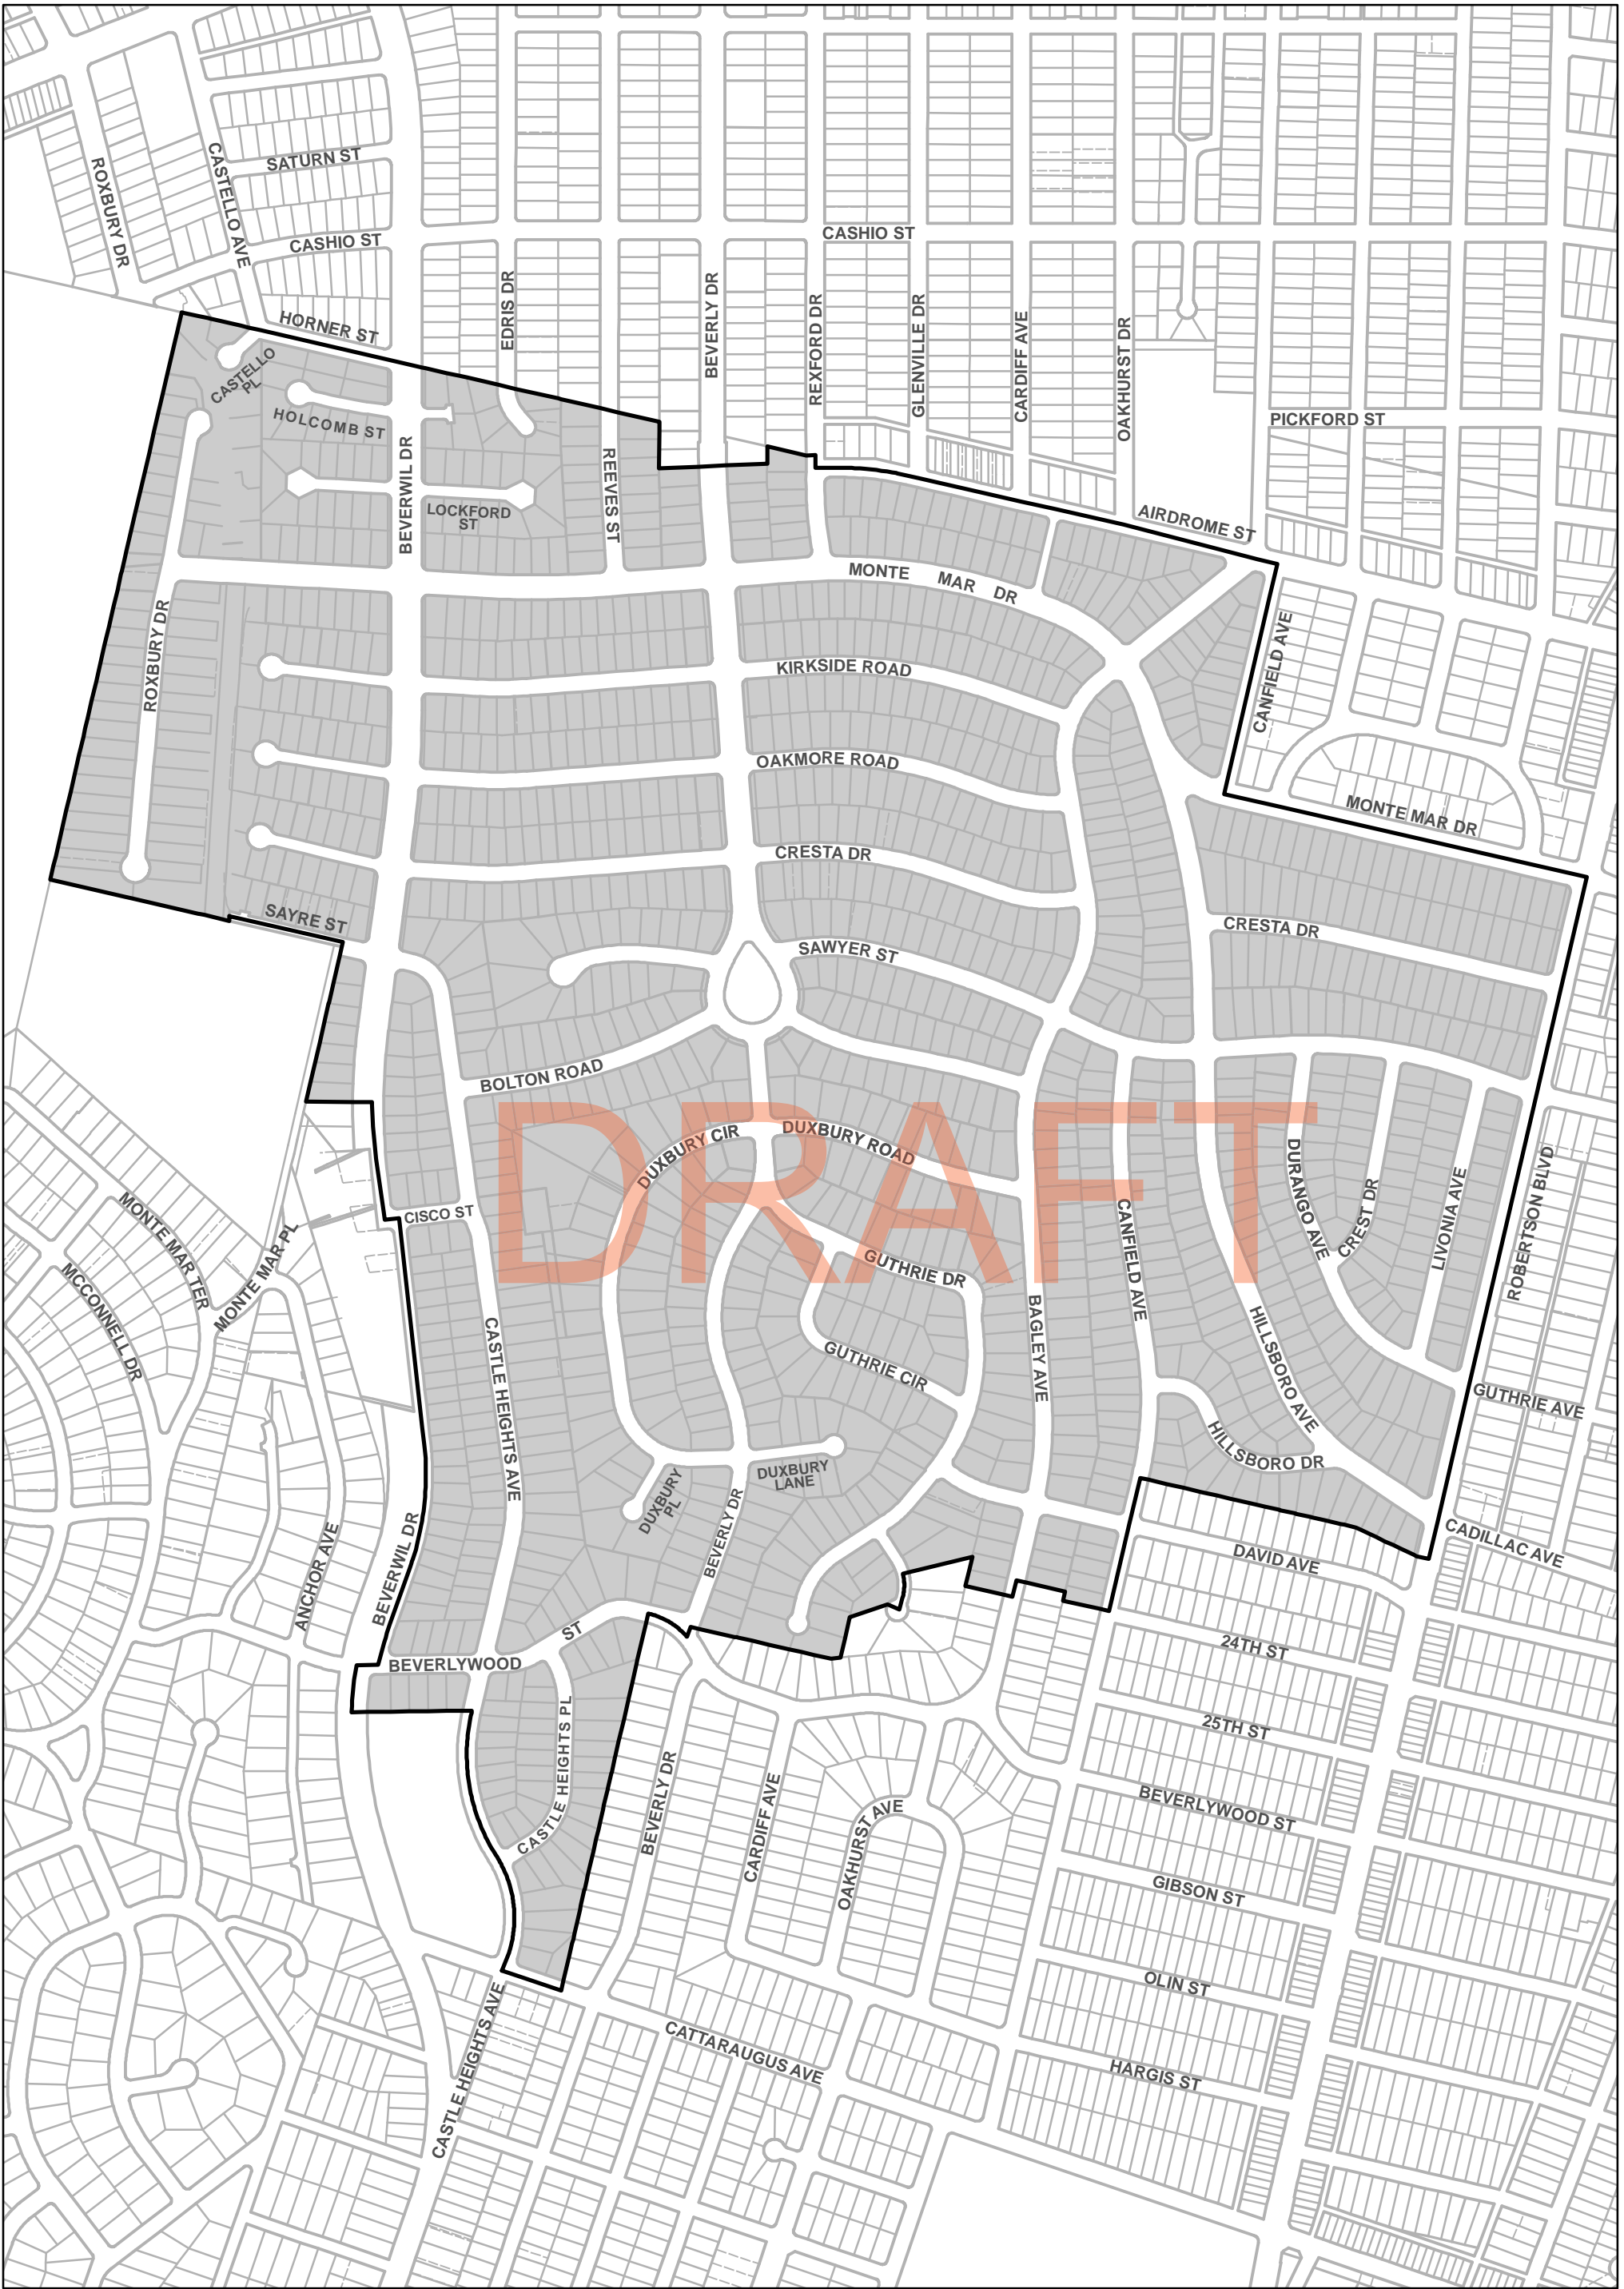 SATURN ST
ROXBURY DR
CASTELLO AVE
CASHIO ST
CASHIO ST
HORNER ST
EDRIS DR
BEVERLY DR
REXFORD DR
GLENVILLE DR
CARDIFF AVE
OAKHURST DR
CASTELLO
PL
HOLCOMB ST
PICKFORD ST
BEVERWIL DR
REEVES ST
LOCKFORD
ST
AIRDROME ST
MONTE MAR DR
ROXBURY DR
CANFIELD AVE
KIRKSIDE ROAD
OAKMORE ROAD
MONTE MAR DR
CRESTA DR
SAYRE ST
CRESTA DR
SAWYER ST
BOLTON ROAD
DRAFT
DUXBURY CIR
DUXBURY ROAD
DURANGO AVE
CREST DR
LIVONIA AVE
ROBERTSON BLVD
CISCO ST
MONTE MAR TER
MONTE MAR PL
MCCONNELL DR
CANFIELD AVE
GUTHRIE DR
BAGLEY AVE
HILLSBORO AVE
CASTLE HEIGHTS AVE
GUTHRIE CIR
GUTHRIE AVE
HILLSBORO DR
DUXBURY
LANE
DUXBURY
PL
BEVERLY DR
ANCHOR AVE
BEVERWIL DR
CADILLAC AVE
DAVID AVE
ST
BEVERLYWOOD
24TH ST
CASTLE HEIGHTS PL
25TH ST
BEVERLY DR
CARDIFF AVE
OAKHURST AVE
BEVERLYWOOD ST
GIBSON ST
OLIN ST
CASTLE HEIGHTS AVE
CATTARAUGUS AVE
HARGIS ST